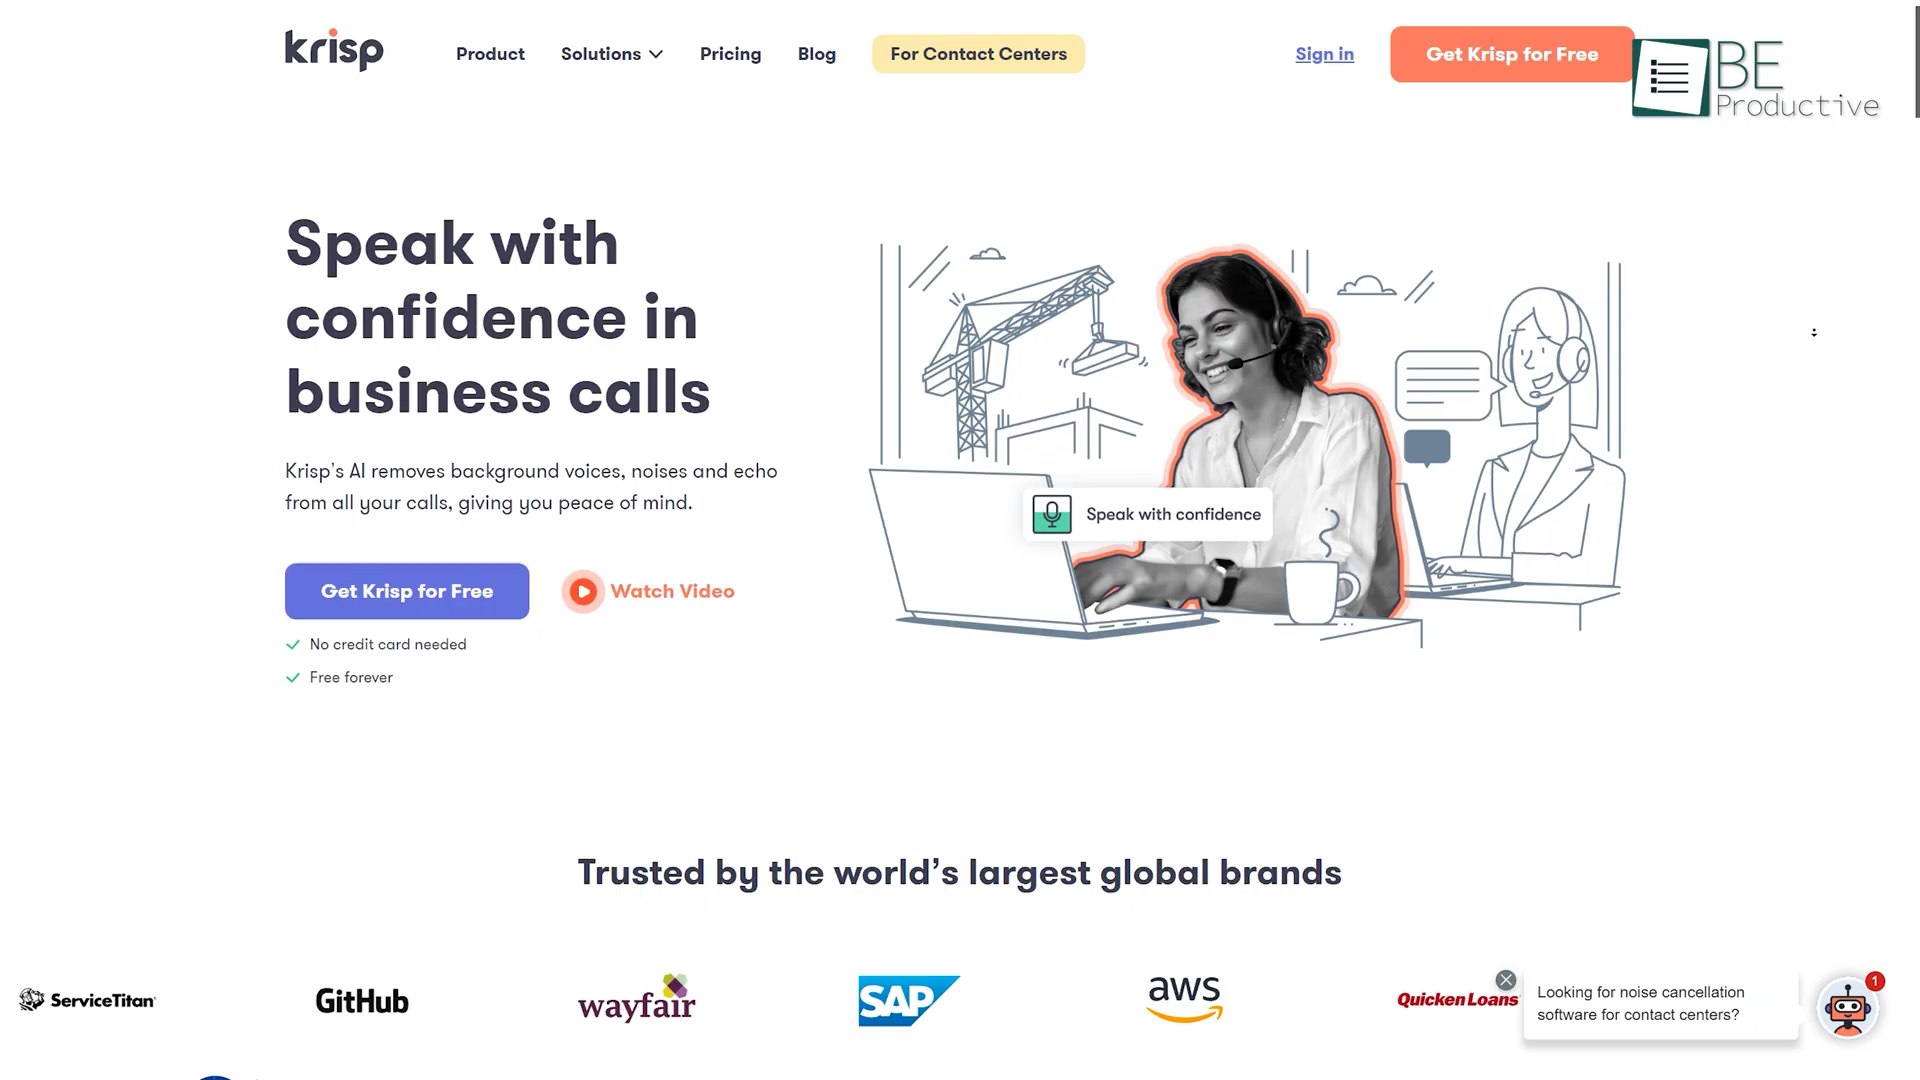 krisp
Product
Solutions
Pricing
Blog
For Contact Centers
Sign in
Get Krisp for Free
BE
Productive
Speak with
confidence in
business calls
Krisp's AI removes background voices, noises and echo
from all your calls, giving you peace of mind.
Speak with confidence
Get Krisp for Free
Watch Video
No credit card needed
Free forever
Trusted by the world's largest global brands
ServiceTitan
GitHub
wayfair
SAP
aws
Quicken Loans
Looking for noise cancellation
software for contact centers?
1